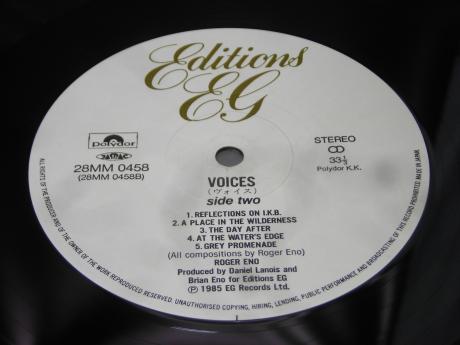 Editions
EG
Polydor
28MM 0458
(28MM 0458B)
STEREO
33 1/3
Polydor K.K.
VOICES
(ヴォイス)
side two
1. REFLECTIONS ON I.K.B.
2. A PLACE IN THE WILDERNESS
3. THE DAY AFTER
4. AT THE WATER'S EDGE
5. GREY PROMENADE
(All compositions by Roger Eno)
ROGER ENO
Produced by Daniel Lanois and
Brian Eno for Editions EG
Ⓟ 1985 EG Records Ltd.
ALL RIGHTS OF THE PRODUCER AND OF THE OWNER OF THE WORK REPRODUCED RESERVED. UNAUTHORISED COPYING, HIRING, LENDING, PUBLIC PERFORMANCE AND BROADCASTING OF THIS RECORD PROHIBITED. MADE IN JAPAN.